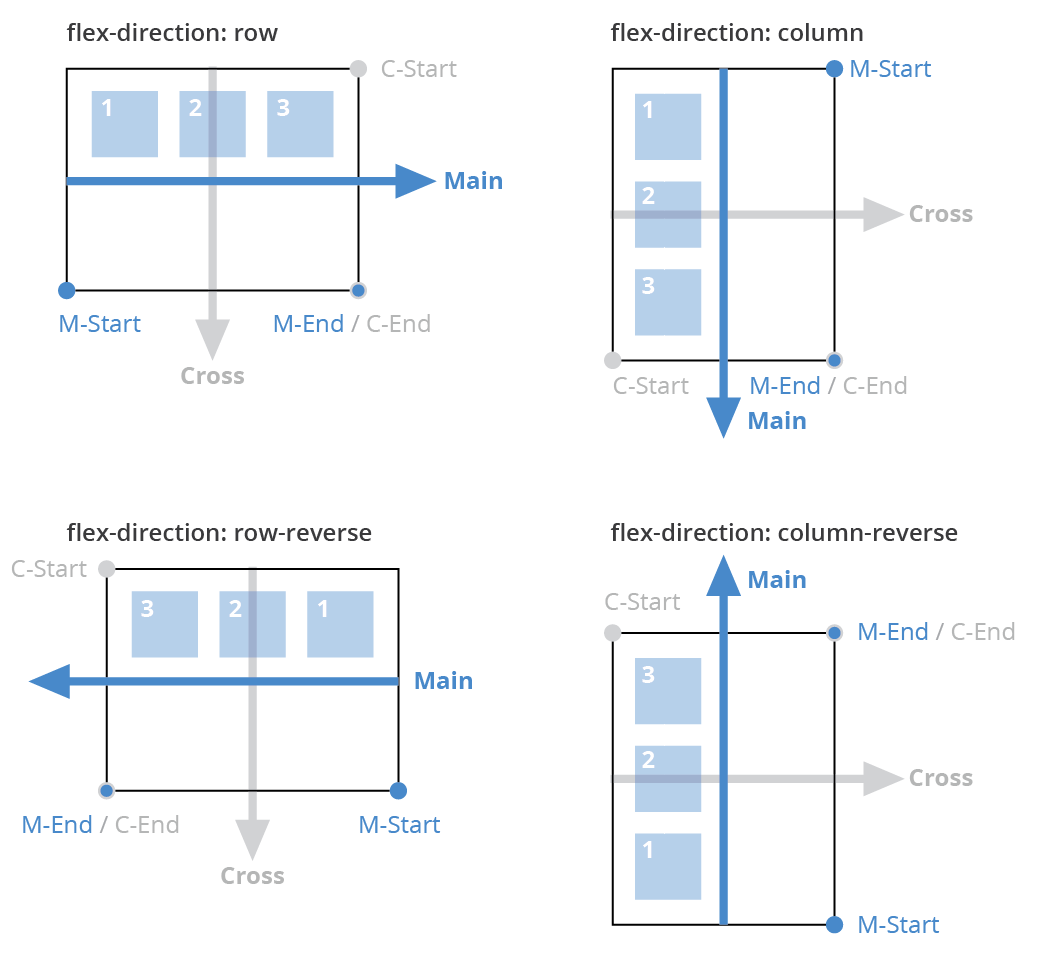 flex-direction: row
C-Start
1 2 3
Main
M-Start
M-End / C-End
Cross
flex-direction: column
M-Start
1
2
Cross
3
C-Start
M-End / C-End
Main
flex-direction: row-reverse
C-Start
3 2 1
Main
M-End / C-End
M-Start
Cross
flex-direction: column-reverse
Main
C-Start
M-End / C-End
3
2
Cross
1
M-Start